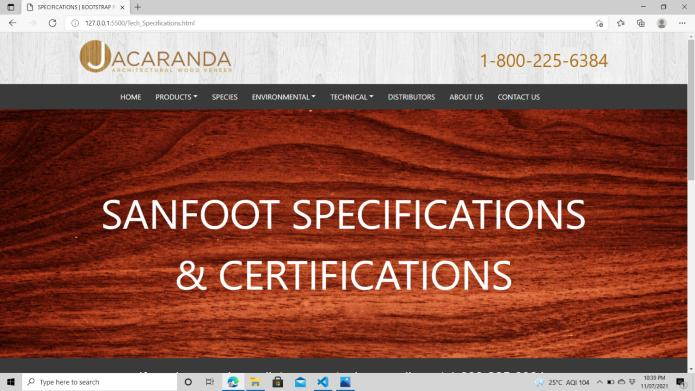 SPECIFICATIONS | BOOTSTRAP F
127.0.0.1:5500/Tech_Specifications.html
JACARANDA
ARCHITECTURAL WOOD VENEER
1-800-225-6384
HOME PRODUCTS SPECIES ENVIRONMENTAL TECHNICAL DISTRIBUTORS ABOUT US CONTACT US
SANFOOT SPECIFICATIONS
& CERTIFICATIONS
Type here to search
25°C AQI 104
10:39 PM
11/07/2021